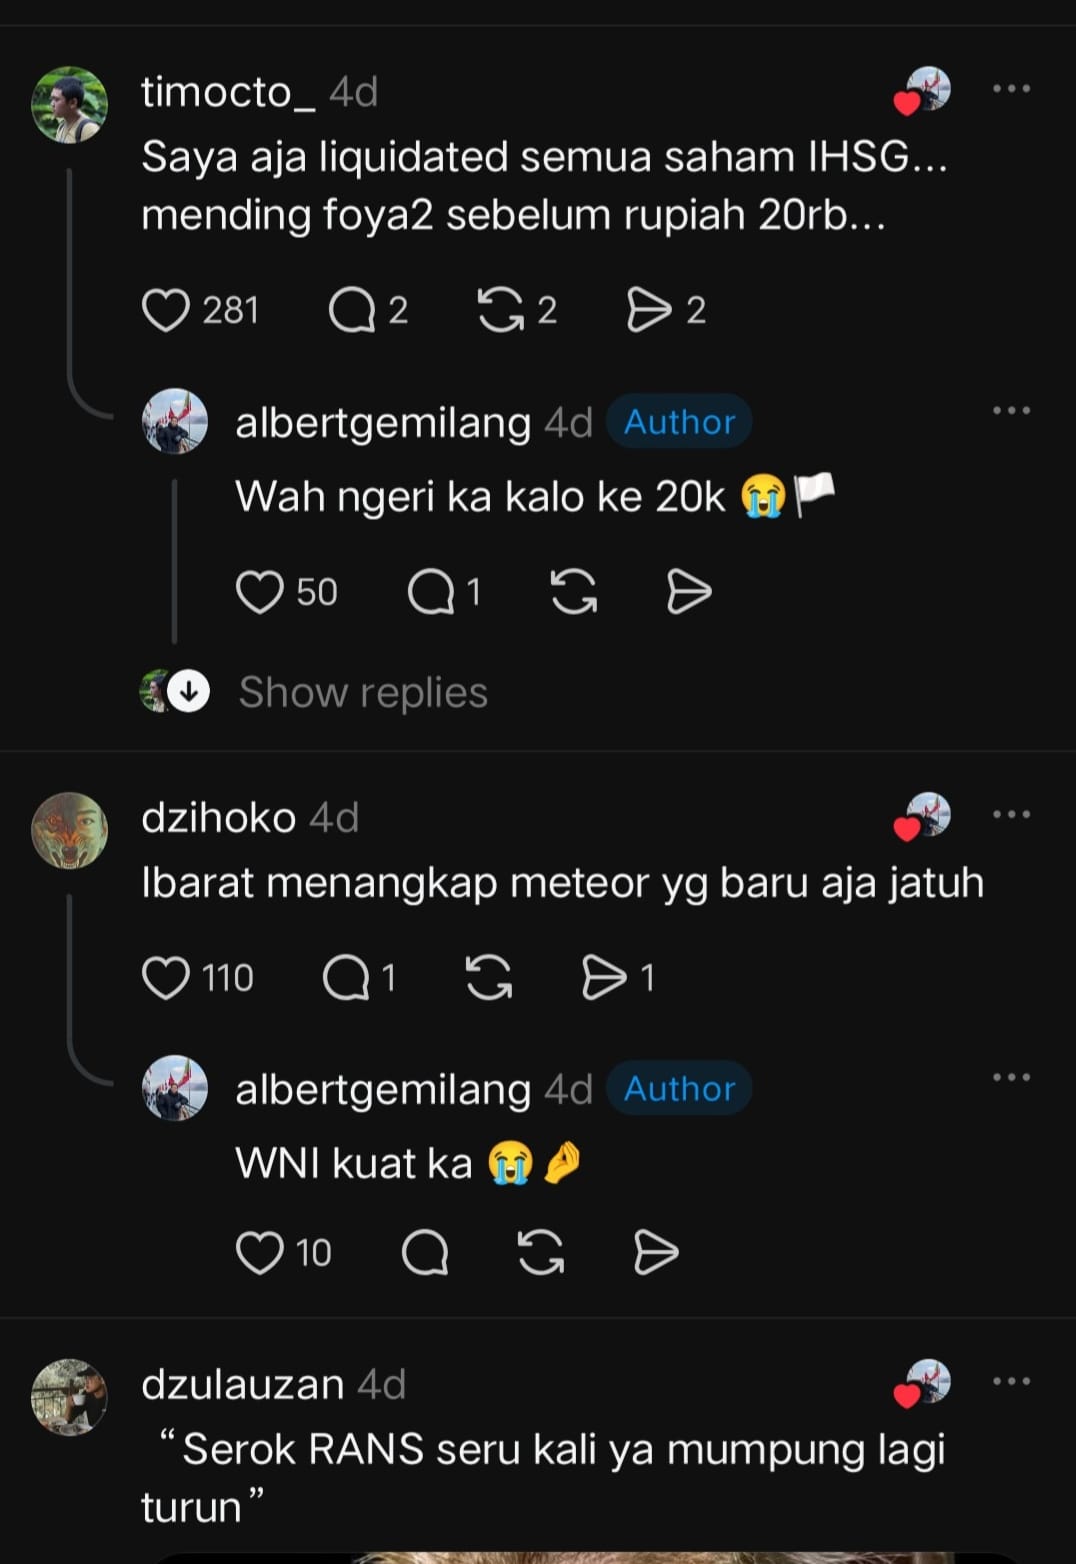 timocto_ 4d
Saya aja liquidated semua saham IHSG...
mending foya2 sebelum rupiah 20rb...
281 2 2 2
albertgemilang 4d Author
Wah ngeri ka kalo ke 20k 😭🏳️
50 1
Show replies
dzihoko 4d
Ibarat menangkap meteor yg baru aja jatuh
110 1 1
albertgemilang 4d Author
WNI kuat ka 😭🤌
10
dzulauzan 4d
“Serok RANS seru kali ya mumpung lagi
turun”